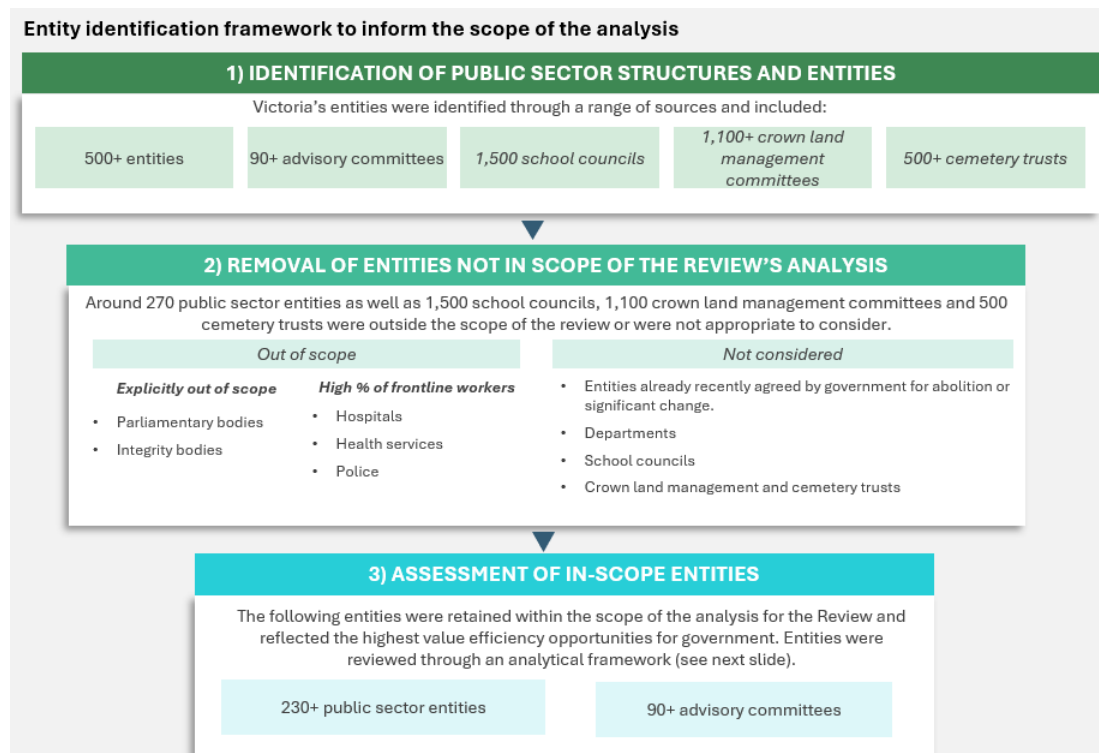 Entity identification framework to inform the scope of the analysis
1) IDENTIFICATION OF PUBLIC SECTOR STRUCTURES AND ENTITIES
Victoria's entities were identified through a range of sources and included:
500+ entities
90+ advisory committees
1,500 school councils
1,100+ crown land
management
committees
500+ cemetery trusts
2) REMOVAL OF ENTITIES NOT IN SCOPE OF THE REVIEW'S ANALYSIS
Around 270 public sector entities as well as 1,500 school councils, 1,100 crown land management committees and 500
cemetery trusts were outside the scope of the review or were not appropriate to consider.
Out of scope
Explicitly out of scope
• Parliamentary bodies
• Integrity bodies
High % of frontline workers
• Hospitals
• Health services
• Police
Not considered
• Entities already recently agreed by government for abolition or
significant change.
• Departments
• School councils
• Crown land management and cemetery trusts
3) ASSESSMENT OF IN-SCOPE ENTITIES
The following entities were retained within the scope of the analysis for the Review and
reflected the highest value efficiency opportunities for government. Entities were
reviewed through an analytical framework (see next slide).
230+ public sector entities
90+ advisory committees